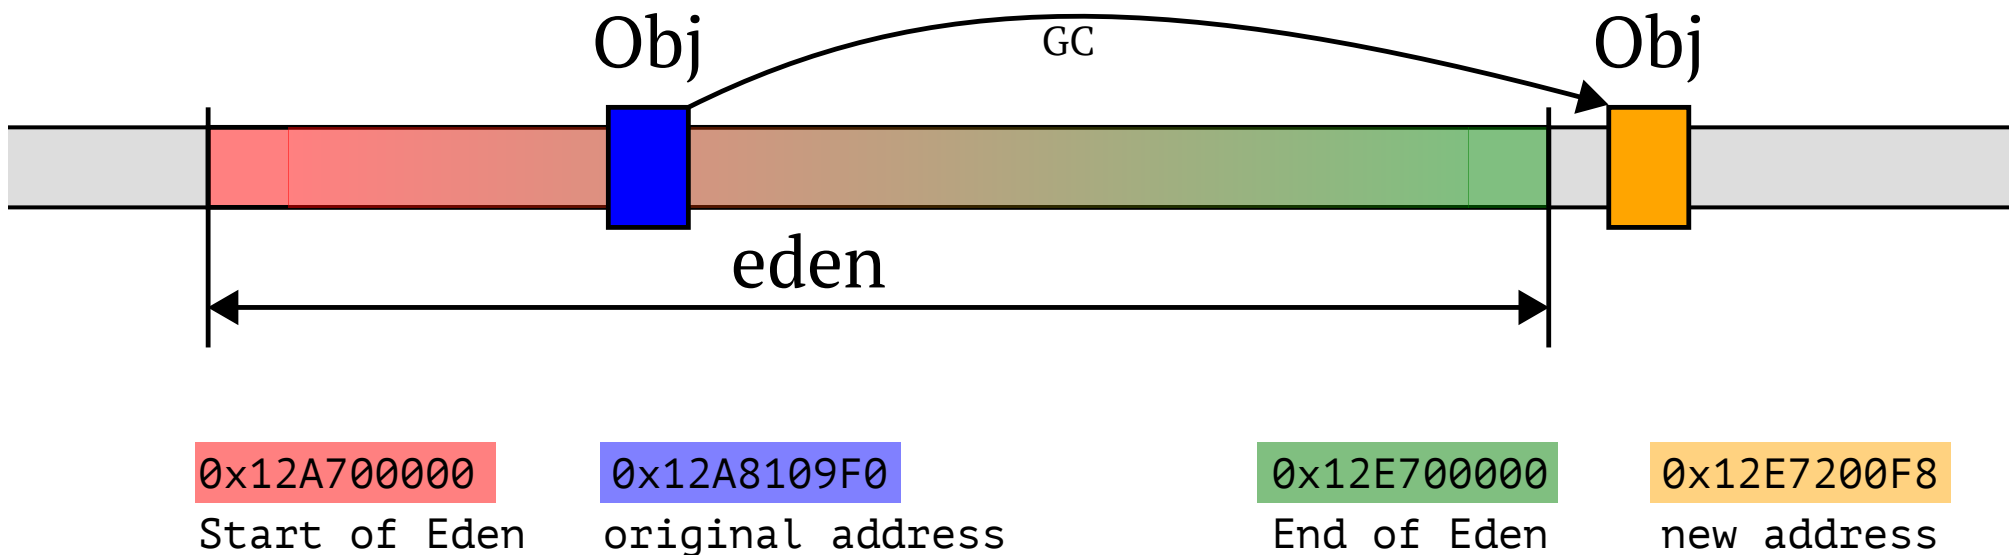 Obj
GC
Obj
eden
0x12A700000
0x12A8109F0
0x12E700000
0x12E7200F8
Start of Eden
original address
End of Eden
new address